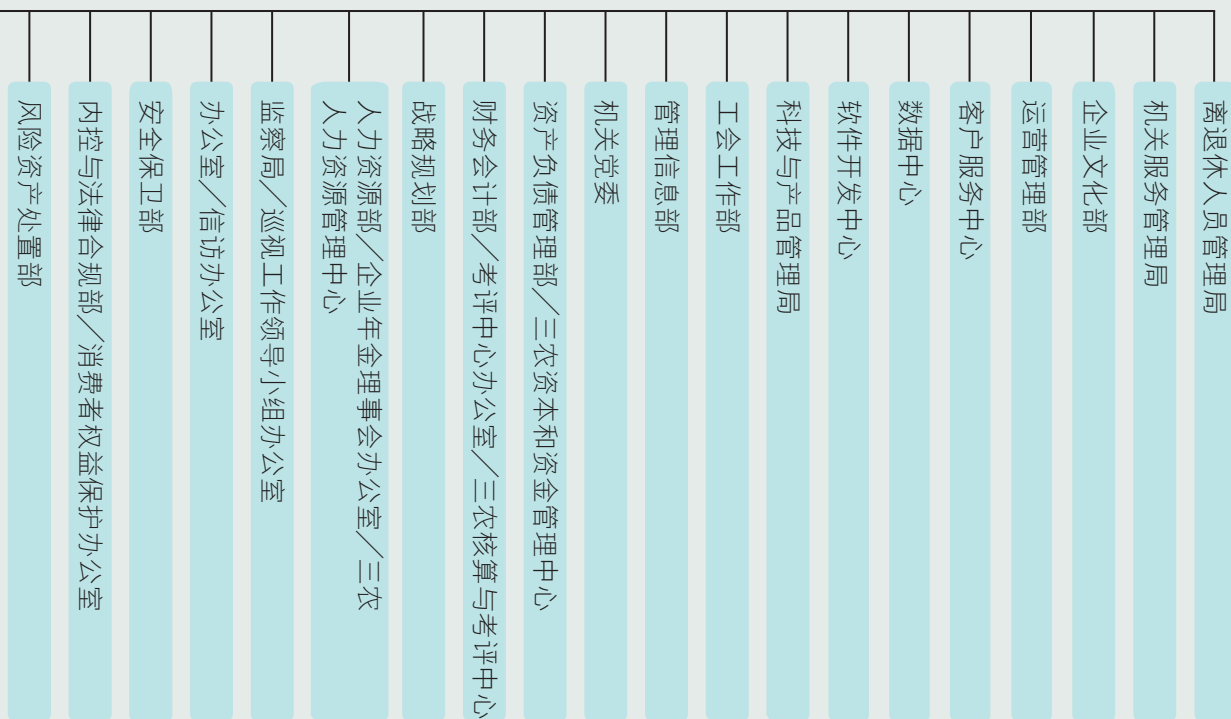 风险资产处置部
内控与法律合规部／消费者权益保护办公室
安全保卫部
办公室／信访办公室
监察局／巡视工作领导小组办公室
人力资源部／企业年金理事会办公室／三农
人力资源管理中心
战略规划部
财务会计部／考评中心办公室／三农核算与考评中心
资产负债管理部／三农资本和资金管理中心
机关党委
管理信息部
工会工作部
科技与产品管理局
软件开发中心
数据中心
客户服务中心
运营管理部
企业文化部
机关服务管理局
离退休人员管理局